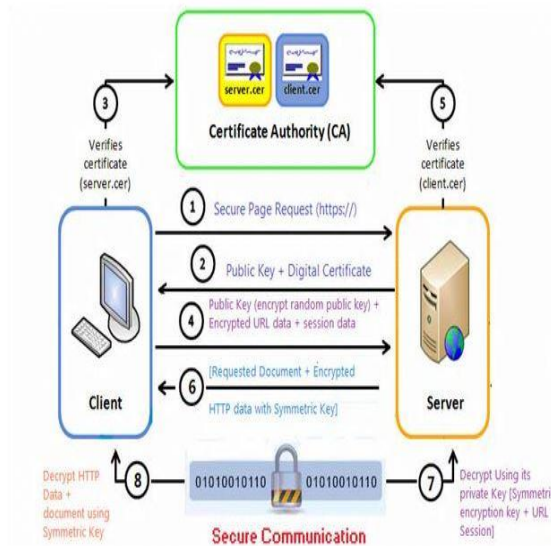 server.cer
client.cer
Certificate Authority (CA)
3
5
Verifies
certificate
(server.cer)
Verifies
certificate
(client.cer)
1
Secure Page Request (https://)
2
Public Key + Digital Certificate
Public Key (encrypt random public key) +
4
Encrypted URL data + session data
Client
Server
6
[Requested Document + Encrypted
HTTP data with Symmetric Key]
8
7
Decrypt HTTP
Data +
document using
Symmetric Key
01010010110
01010010110
Secure Communication
Decrypt Using its
private Key [Symmetri
encryption key + URL
Session]